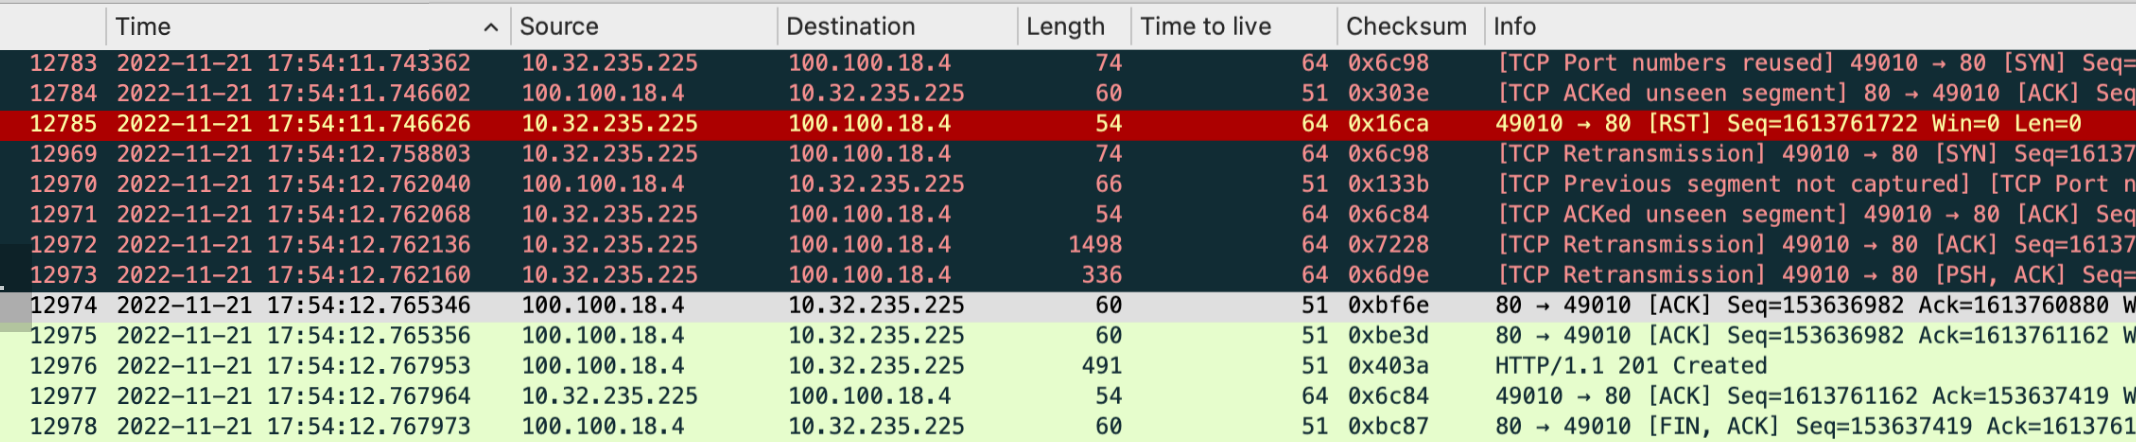 Time Source Destination Length Time to live Checksum Info
12783 2022-11-21 17:54:11.743362 10.32.235.225 100.100.18.4 74 64 0x6c98 [TCP Port numbers reused] 49010 → 80 [SYN] Seq=
12784 2022-11-21 17:54:11.746602 100.100.18.4 10.32.235.225 60 51 0x303e [TCP ACKed unseen segment] 80 → 49010 [ACK] Seq
12785 2022-11-21 17:54:11.746626 10.32.235.225 100.100.18.4 54 64 0x16ca 49010 → 80 [RST] Seq=1613761722 Win=0 Len=0
12969 2022-11-21 17:54:12.758803 10.32.235.225 100.100.18.4 74 64 0x6c98 [TCP Retransmission] 49010 → 80 [SYN] Seq=16137
12970 2022-11-21 17:54:12.762040 100.100.18.4 10.32.235.225 66 51 0x133b [TCP Previous segment not captured] [TCP Port n
12971 2022-11-21 17:54:12.762068 10.32.235.225 100.100.18.4 54 64 0x6c84 [TCP ACKed unseen segment] 49010 → 80 [ACK] Seq
12972 2022-11-21 17:54:12.762136 10.32.235.225 100.100.18.4 1498 64 0x7228 [TCP Retransmission] 49010 → 80 [ACK] Seq=16137
12973 2022-11-21 17:54:12.762160 10.32.235.225 100.100.18.4 336 64 0x6d9e [TCP Retransmission] 49010 → 80 [PSH, ACK] Seq=
12974 2022-11-21 17:54:12.765346 100.100.18.4 10.32.235.225 60 51 0xbf6e 80 → 49010 [ACK] Seq=153636982 Ack=1613760880 W
12975 2022-11-21 17:54:12.765356 100.100.18.4 10.32.235.225 60 51 0xbe3d 80 → 49010 [ACK] Seq=153636982 Ack=1613761162 W
12976 2022-11-21 17:54:12.767953 100.100.18.4 10.32.235.225 491 51 0x403a HTTP/1.1 201 Created
12977 2022-11-21 17:54:12.767964 10.32.235.225 100.100.18.4 54 64 0x6c84 49010 → 80 [ACK] Seq=1613761162 Ack=153637419 W
12978 2022-11-21 17:54:12.767973 100.100.18.4 10.32.235.225 60 51 0xbc87 80 → 49010 [FIN, ACK] Seq=153637419 Ack=1613761